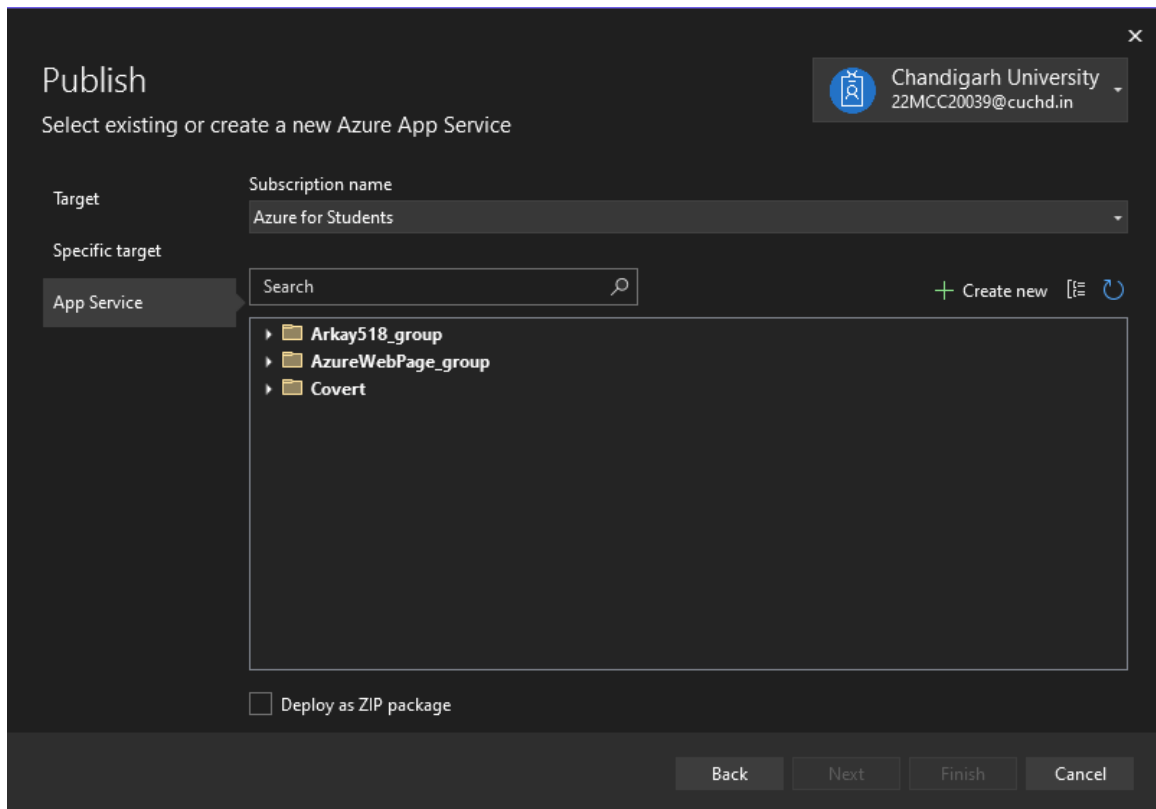 Publish
Chandigarh University
22MCC20039@cuchd.in
Select existing or create a new Azure App Service
Target
Specific target
App Service
Subscription name
Azure for Students
Search
Create new
Arkay518_group
AzureWebPage_group
Covert
Deploy as ZIP package
Back
Next
Finish
Cancel